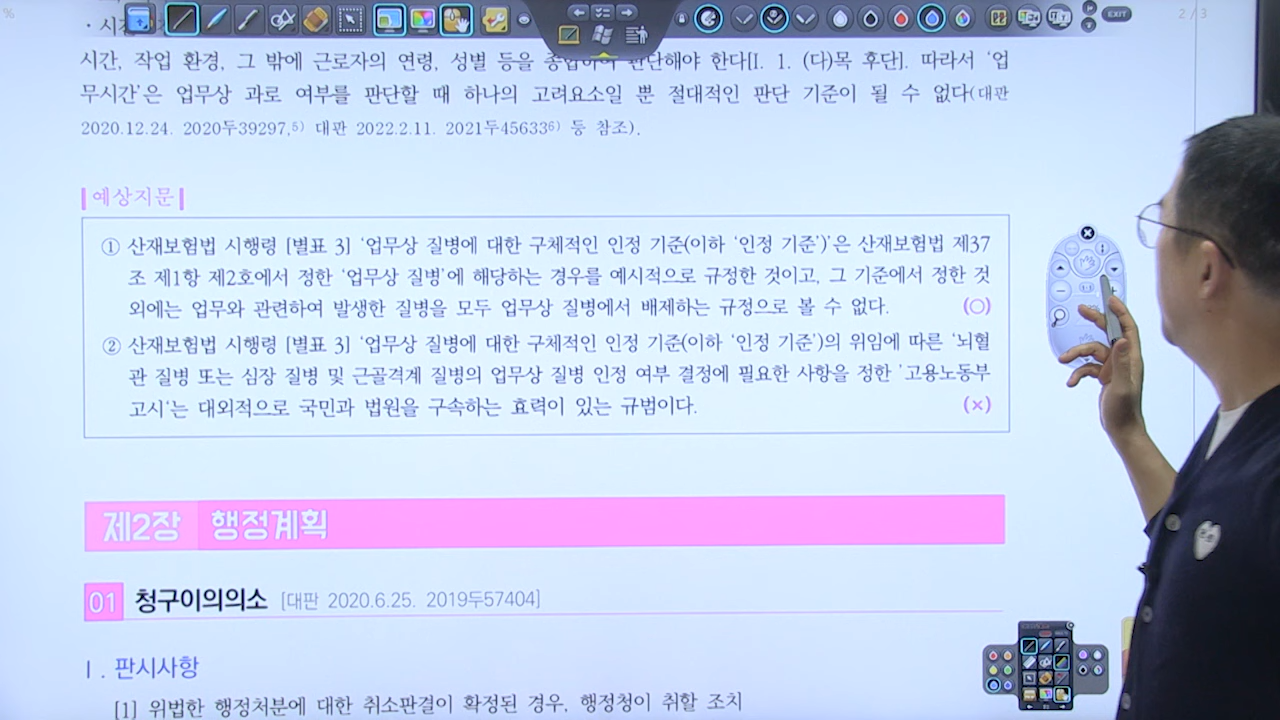 EXIT
2 / 3
%
시간, 작업 환경, 그 밖에 근로자의 연령, 성별 등을 종합하여 판단해야 한다[I. 1. (다)목 후단]. 따라서 ‘업
무시간’은 업무상 과로 여부를 판단할 때 하나의 고려요소일 뿐 절대적인 판단 기준이 될 수 없다(대판
2020.12.24. 2020두39297,5) 대판 2022.2.11. 2021두456336) 등 참조).
예상지문
① 산재보험법 시행령 [별표 3] ‘업무상 질병에 대한 구체적인 인정 기준(이하 ‘인정 기준’)’은 산재보험법 제37
조 제1항 제2호에서 정한 ‘업무상 질병’에 해당하는 경우를 예시적으로 규정한 것이고, 그 기준에서 정한 것
외에는 업무와 관련하여 발생한 질병을 모두 업무상 질병에서 배제하는 규정으로 볼 수 없다. (○)
② 산재보험법 시행령 [별표 3] ‘업무상 질병에 대한 구체적인 인정 기준(이하 ‘인정 기준’)의 위임에 따른 ‘뇌혈
관 질병 또는 심장 질병 및 근골격계 질병의 업무상 질병 인정 여부 결정에 필요한 사항을 정한 ’고용노동부
고시‘는 대외적으로 국민과 법원을 구속하는 효력이 있는 규범이다. (×)
제2장 행정계획
01 청구이의의소 [대판 2020.6.25. 2019두57404]
I. 판시사항
[1] 위법한 행정처분에 대한 취소판결이 확정된 경우, 행정청이 취할 조치